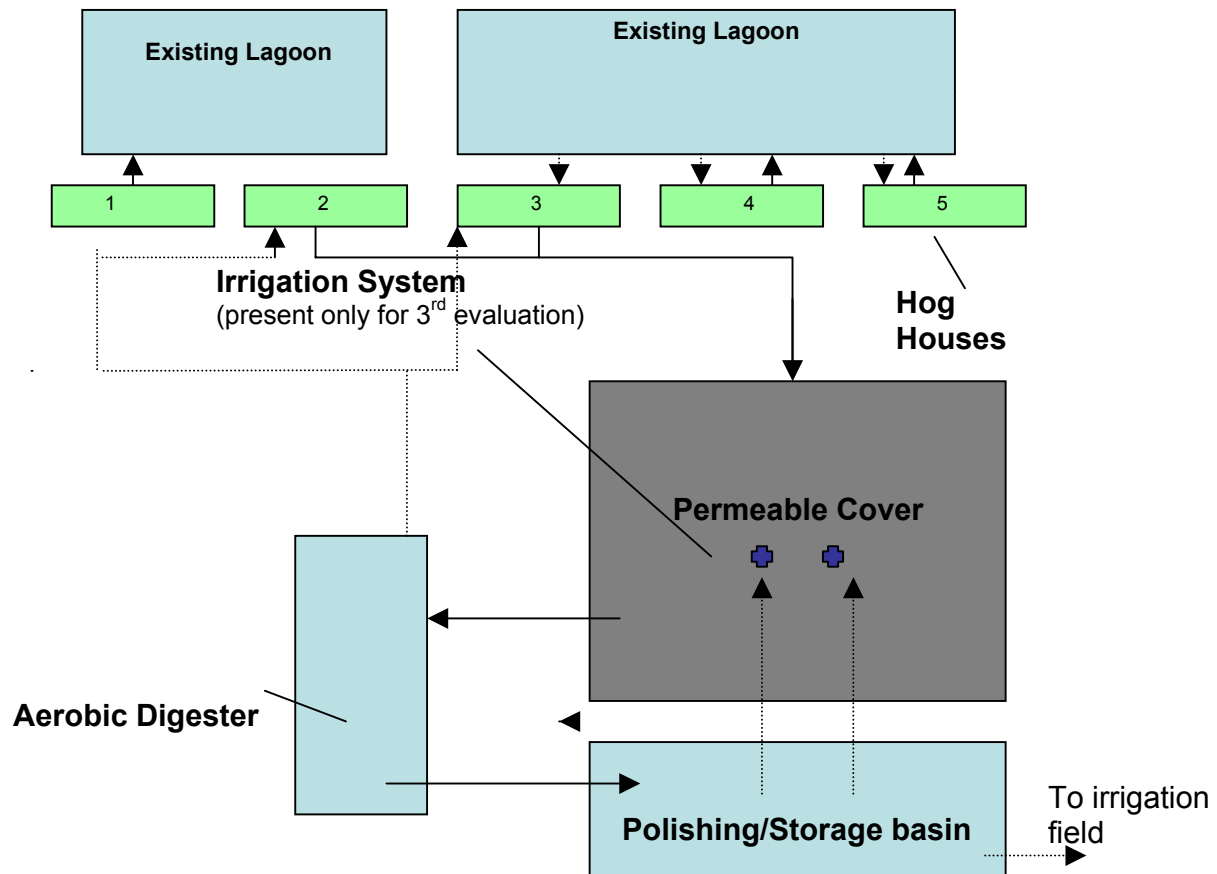 Existing Lagoon
Existing Lagoon
1
2
3
4
5
Irrigation System
(present only for 3rd evaluation)
Hog
Houses
Permeable Cover
Aerobic Digester
Polishing/Storage basin
To irrigation
field